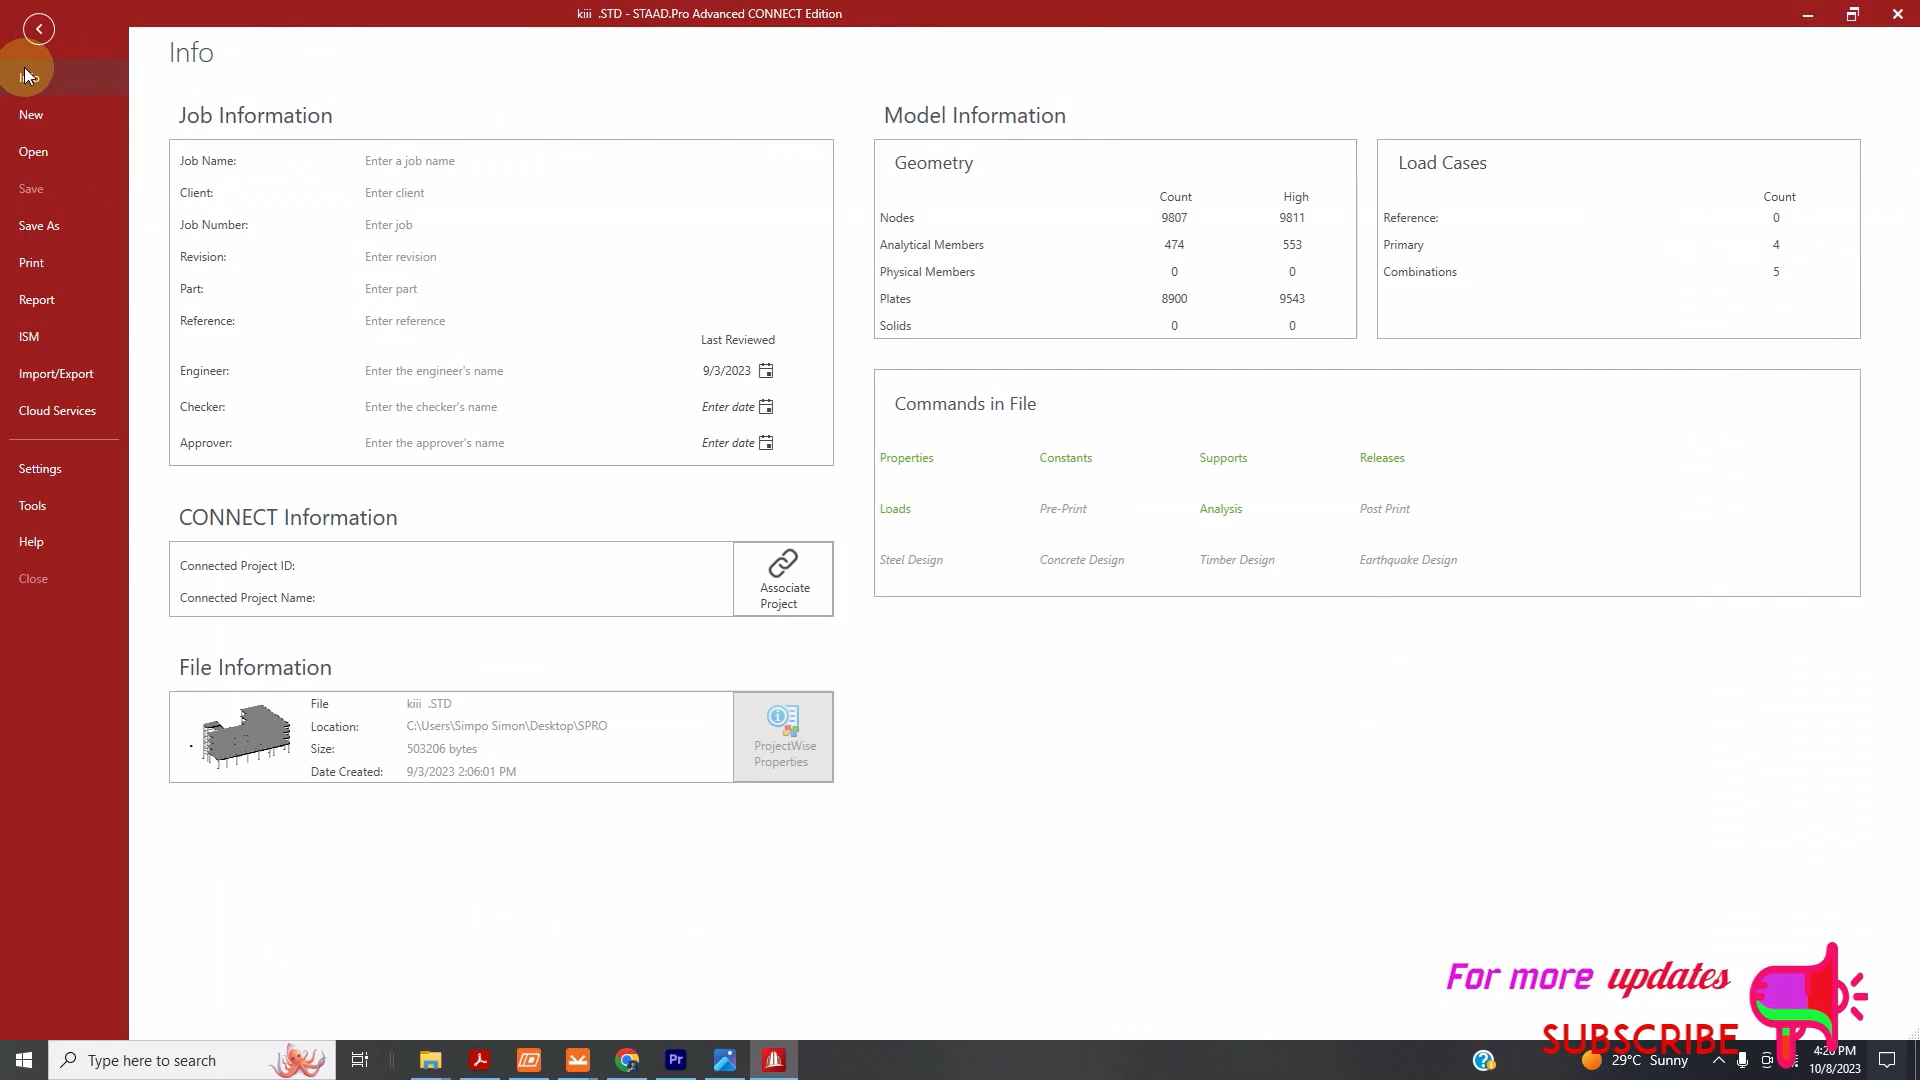 kiii .STD - STAAD.Pro Advanced CONNECT Edition
Info
New
Open
Save
Save As
Print
Report
ISM
Import/Export
Cloud Services
Settings
Tools
Help
Close
Info
Job Information
Job Name: Enter a job name
Client: Enter client
Job Number: Enter job
Revision: Enter revision
Part: Enter part
Reference: Enter reference
Last Reviewed
Engineer: Enter the engineer's name 9/3/2023
Checker: Enter the checker's name Enter date
Approver: Enter the approver's name Enter date
CONNECT Information
Connected Project ID:
Connected Project Name:
Associate
Project
File Information
File kiii .STD
Location: C:\Users\Simpo Simon\Desktop\SPRO
Size: 503206 bytes
Date Created: 9/3/2023 2:06:01 PM
ProjectWise
Properties
Model Information
Geometry
Count High
Nodes 9807 9811
Analytical Members 474 553
Physical Members 0 0
Plates 8900 9543
Solids 0 0
Load Cases
Count
Reference: 0
Primary 4
Combinations 5
Commands in File
Properties Constants Supports Releases
Loads Pre-Print Analysis Post Print
Steel Design Concrete Design Timber Design Earthquake Design
For more updates
SUBSCRIBE
Type here to search
Pr
29°C Sunny
PM
10/8/2023